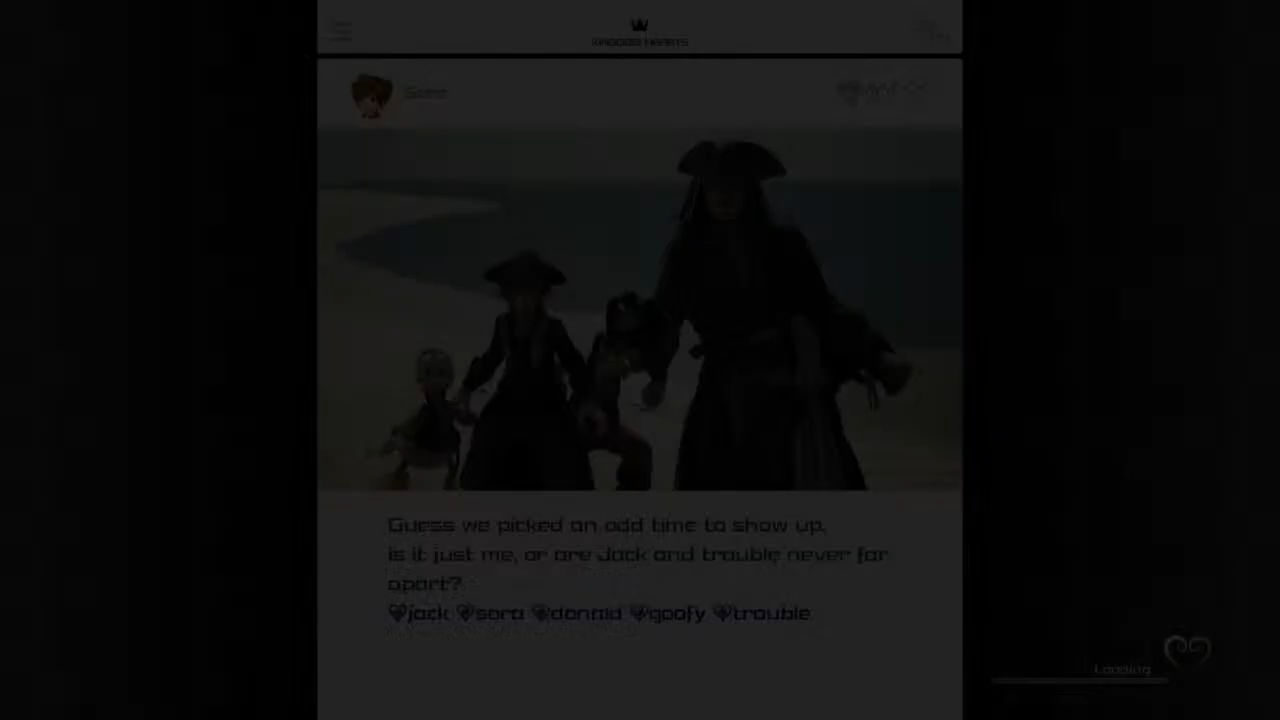 KINGDOM HEARTS
Sora
Guess we picked an odd time to show up.
Is it just me, or are Jack and trouble never far
apart?
jack sora donald goofy trouble
Loading